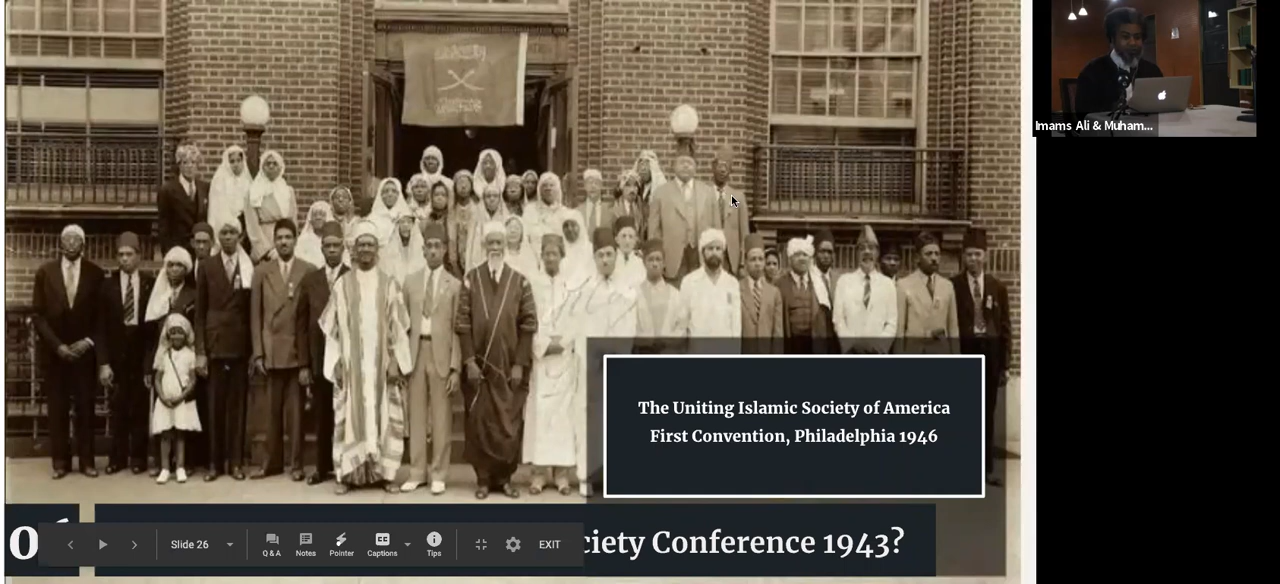 Imams Ali & Muham...
The Uniting Islamic Society of America
First Convention, Philadelphia 1946
ciety Conference 1943?
Slide 26
Q & A
Notes
Pointer
Captions
Tips
EXIT